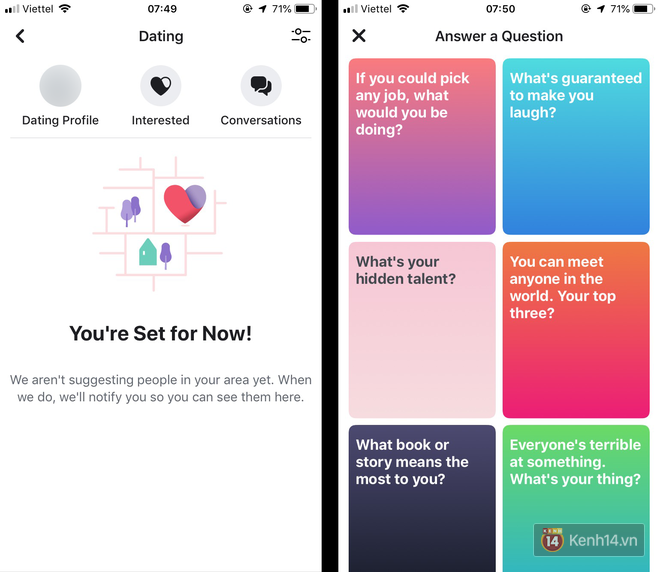 Viettel 07:49 71%
Dating
Dating Profile Interested Conversations
You're Set for Now!
We aren't suggesting people in your area yet. When
we do, we'll notify you so you can see them here.
Viettel 07:50 71%
Answer a Question
If you could pick
any job, what
would you be
doing?
What's guaranteed
to make you
laugh?
What's your
hidden talent?
You can meet
anyone in the
world. Your top
three?
What book or
story means the
most to you?
Everyone's terrible
at something.
What's your thing?
14 Kenh14.vn